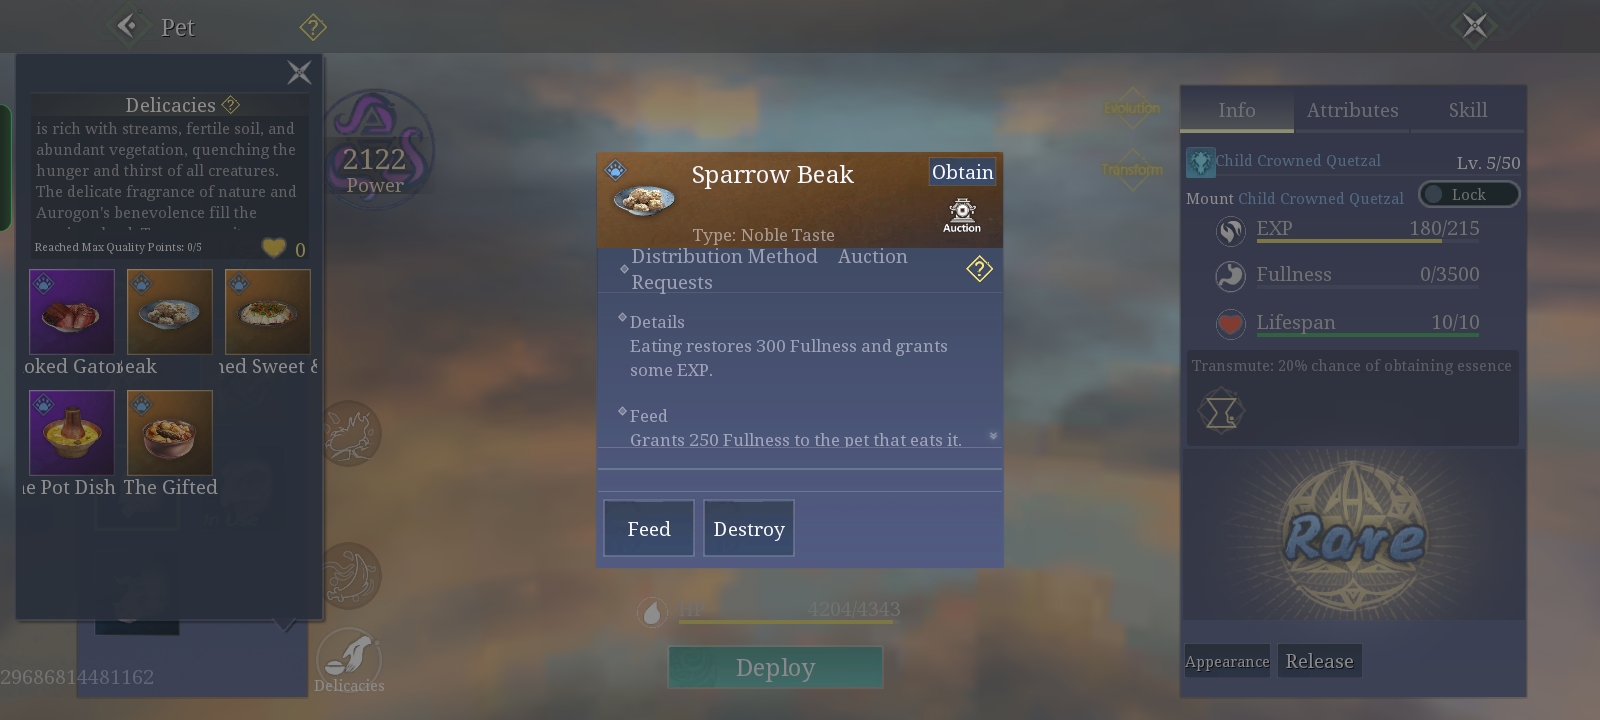 Pet
Delicacies
is rich with streams, fertile soil, and
abundant vegetation, quenching the
hunger and thirst of all creatures.
The delicate fragrance of nature and
Aurogon's benevolence fill the
Reached Max Quality Points: 0/5
0
oked Gator
eak
ned Sweet &
e Pot Dish
The Gifted
2122
Power
29686814481162
Delicacies
In Use
Sparrow Beak
Obtain
Auction
Type: Noble Taste
Distribution Method Auction
Requests
Details
Eating restores 300 Fullness and grants
some EXP.
Feed
Grants 250 Fullness to the pet that eats it.
Feed
Destroy
HP 4204/4343
Deploy
Evolution
Transform
Info
Attributes
Skill
Child Crowned Quetzal
Lv. 5/50
Mount Child Crowned Quetzal
Lock
EXP 180/215
Fullness 0/3500
Lifespan 10/10
Transmute: 20% chance of obtaining essence
Rare
Appearance
Release